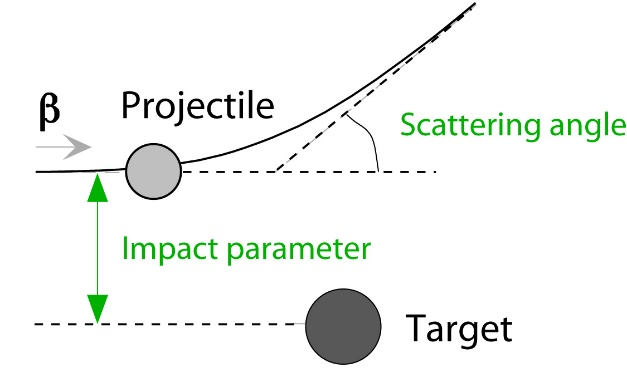 β
Projectile
Scattering angle
Impact parameter
Target